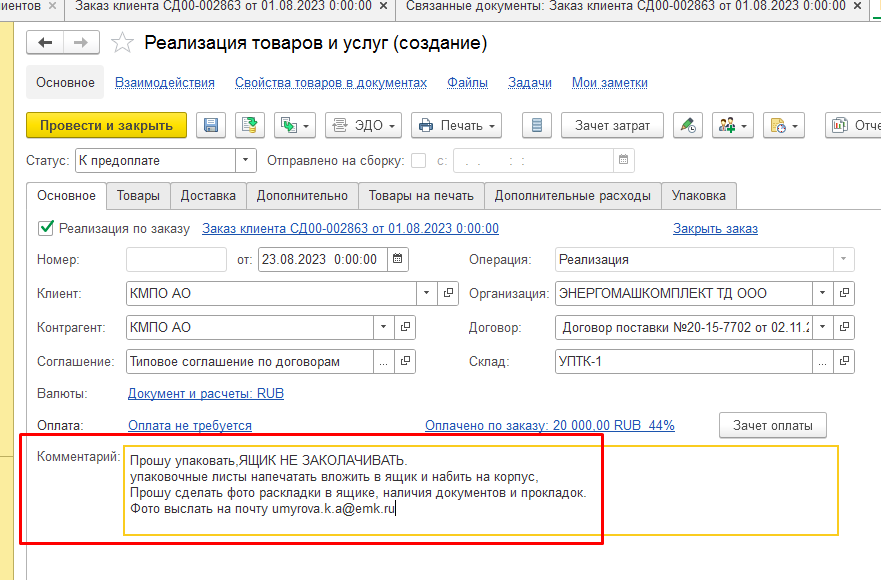 иентов × Заказ клиента СД00-002863 от 01.08.2023 0:00:00 × Связанные документы: Заказ клиента СД00-002863 от 01.08.2023 0:00:00 ×
Реализация товаров и услуг (создание)
Основное Взаимодействия Свойства товаров в документах Файлы Задачи Мои заметки
Провести и закрыть ЭДО Печать Зачет затрат Отче
Статус: К предоплате Отправлено на сборку: с: . . : :
Основное Товары Доставка Дополнительно Товары на печать Дополнительные расходы Упаковка
Реализация по заказу Заказ клиента СД00-002863 от 01.08.2023 0:00:00 Закрыть заказ
Номер: от: 23.08.2023 0:00:00 Операция: Реализация
Клиент: КМПО АО Организация: ЭНЕРГОМАШКОМПЛЕКТ ТД ООО
Контрагент: КМПО АО Договор: Договор поставки №20-15-7702 от 02.11.2
Соглашение: Типовое соглашение по договорам ... Склад: УПТК-1 ...
Валюты: Документ и расчеты: RUB
Оплата: Оплата не требуется Оплачено по заказу: 20 000,00 RUB 44% Зачет оплаты
Комментарий: Прошу упаковать,ЯЩИК НЕ ЗАКОЛАЧИВАТЬ.
упаковочные листы напечатать вложить в ящик и набить на корпус,
Прошу сделать фото раскладки в ящике, наличия документов и прокладок.
Фото выслать на почту umyrova.k.a@emk.ru